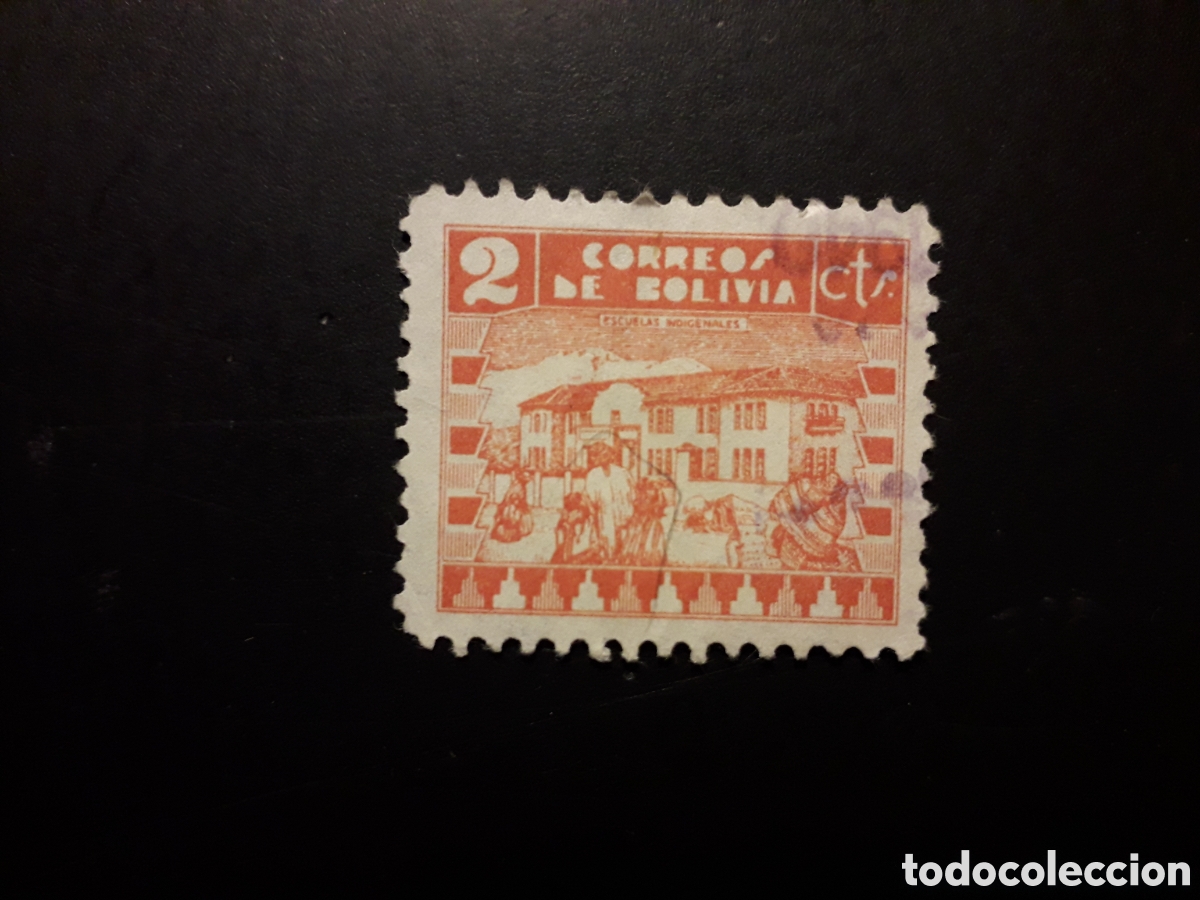 2 CORREOS cts.
DE BOLIVIA
ESCUELAS INDIGENALES
todocoleccion